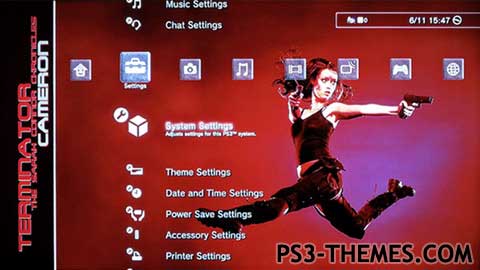 Music Settings
Chat Settings
6/11 15:47
Settings
System Settings
Adjusts settings for this PS3™ system.
Theme Settings
Date and Time Settings
Power Save Settings
Accessory Settings
Printer Settings
TERMINATOR
THE SARAH CONNOR CHRONICLES
CAMERON
PS3-THEMES.COM